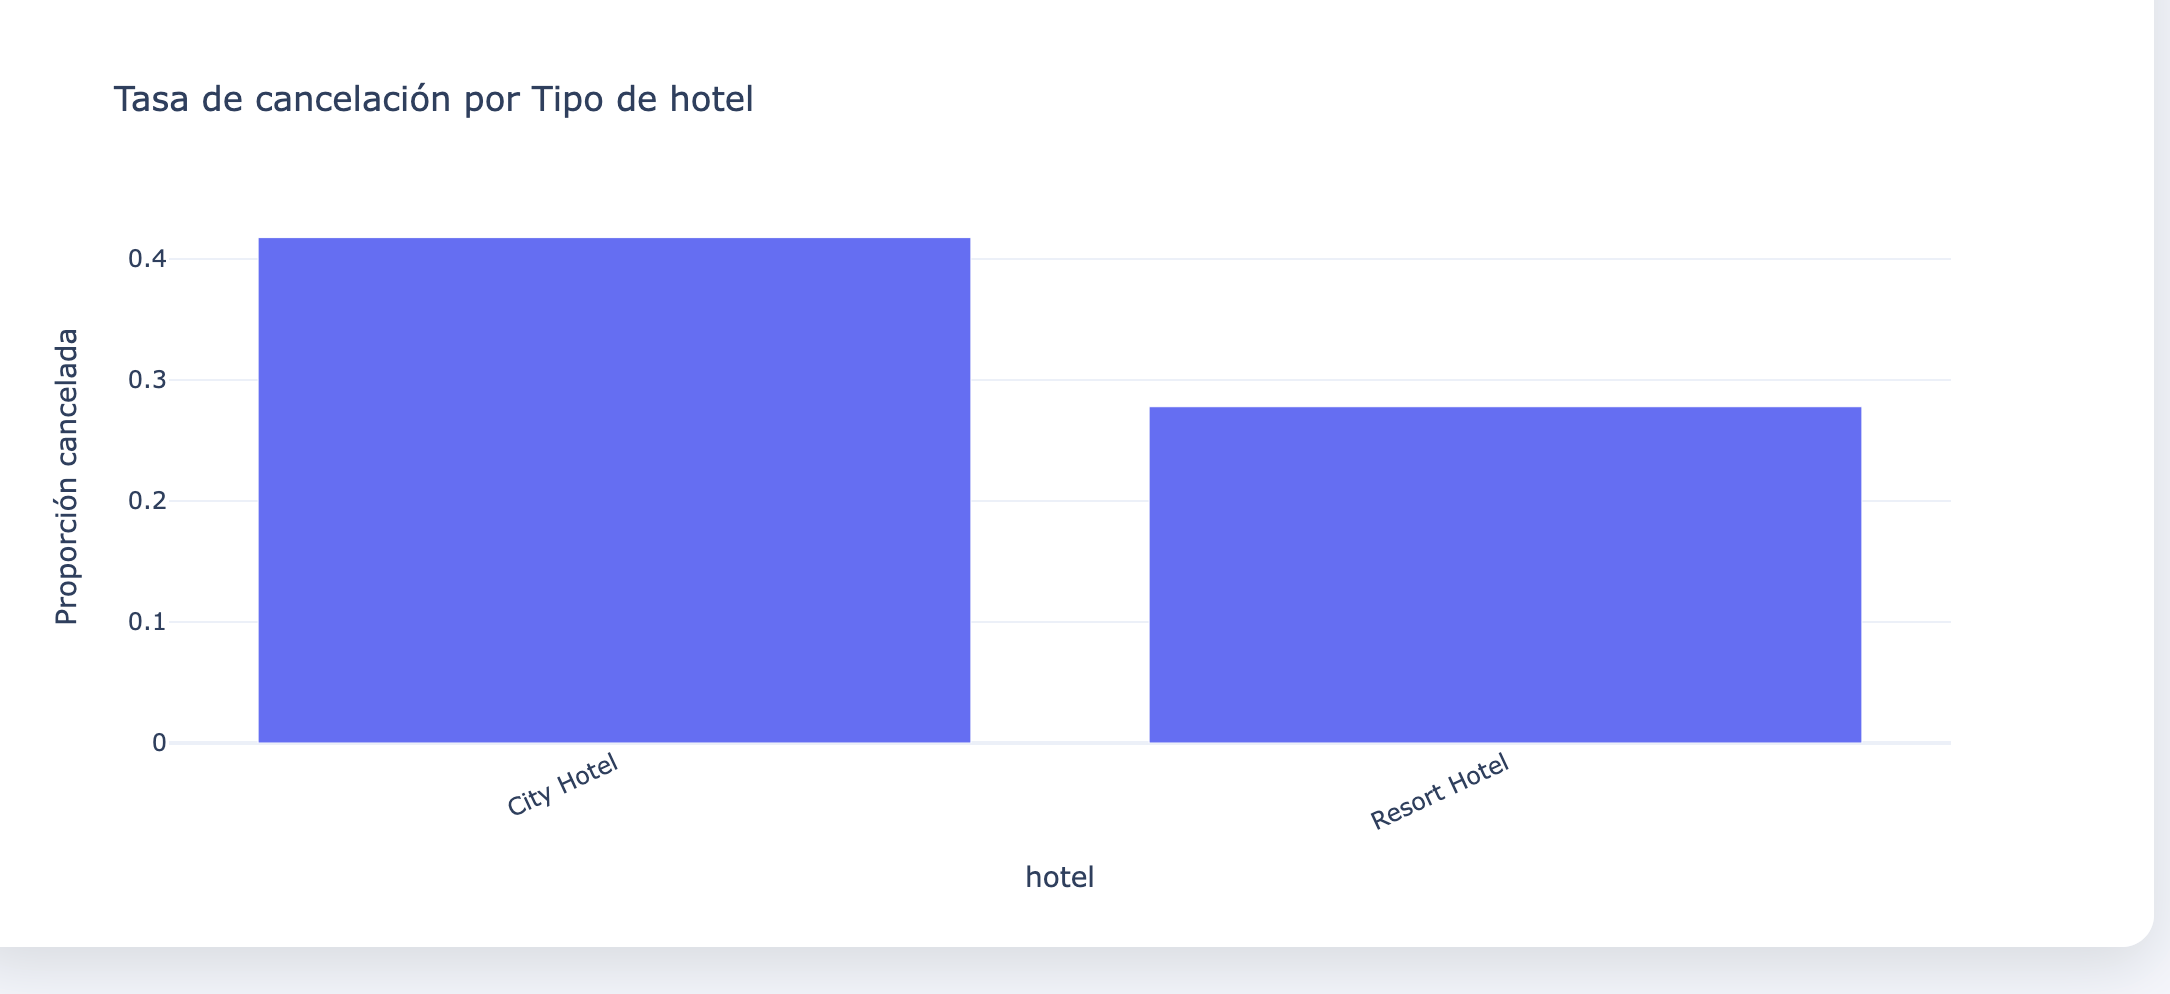 Tasa de cancelación por Tipo de hotel
0.4
0.3
0.2
0.1
0
Proporción cancelada
City Hotel
Resort Hotel
hotel